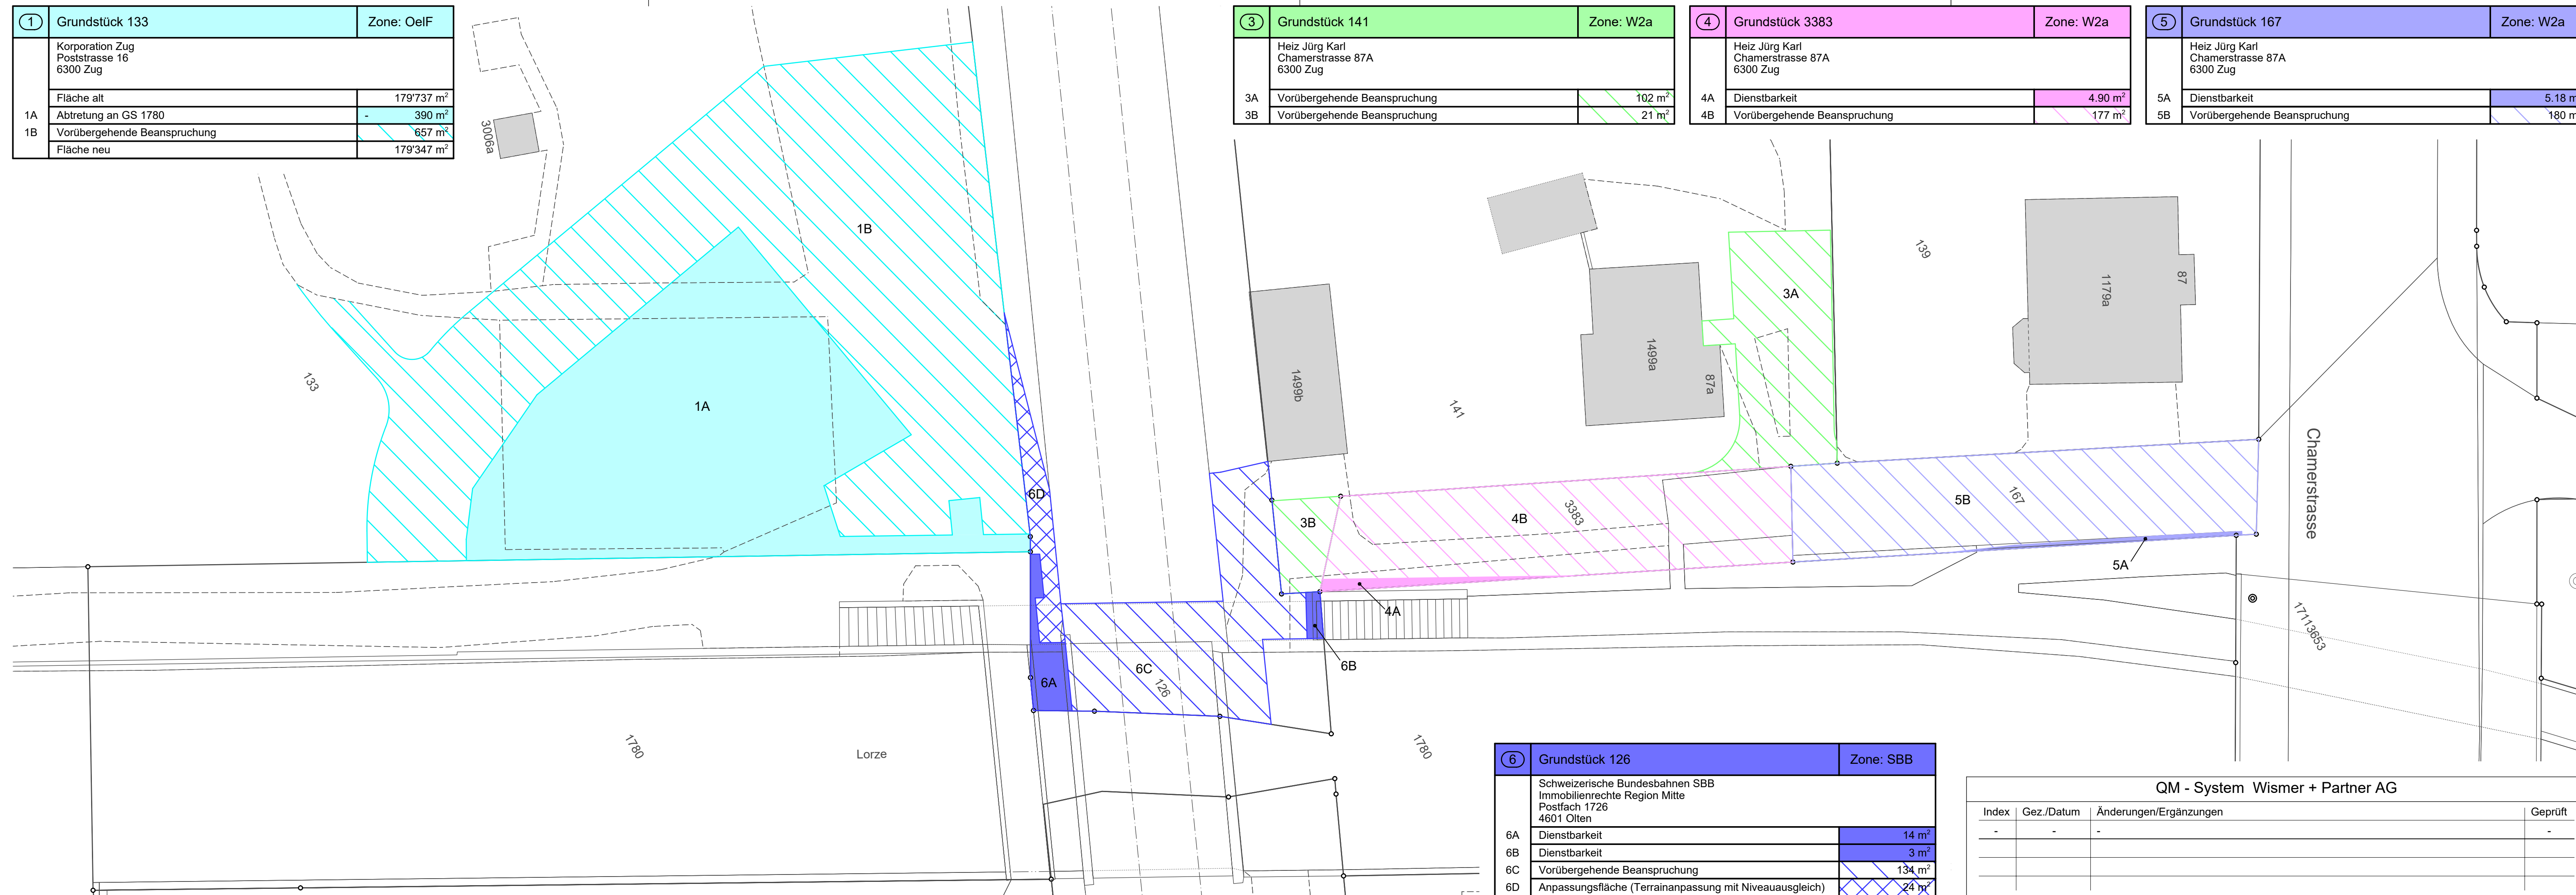 1 Grundstück 133 Zone: OeIF
Korporation Zug
Poststrasse 16
6300 Zug
Fläche alt 179'737 m²
1A Abtretung an GS 1780 - 390 m²
1B Vorübergehende Beanspruchung 657 m²
Fläche neu 179'347 m²
3 Grundstück 141 Zone: W2a
Heiz Jürg Karl
Chamerstrasse 87A
6300 Zug
3A Vorübergehende Beanspruchung 102 m²
3B Vorübergehende Beanspruchung 21 m²
4 Grundstück 3383 Zone: W2a
Heiz Jürg Karl
Chamerstrasse 87A
6300 Zug
4A Dienstbarkeit 4.90 m²
4B Vorübergehende Beanspruchung 177 m²
5 Grundstück 167 Zone: W2a
Heiz Jürg Karl
Chamerstrasse 87A
6300 Zug
5A Dienstbarkeit 5.18 m
5B Vorübergehende Beanspruchung 180 m
3006a
1B
1A
133
6D
1499b
141
1499a
87a
3A
139
1179a
87
Chamerstrasse
3B
4B
3383
5B
167
5A
4A
6B
6C
126
6A
17113653
1780
Lorze
1780
6 Grundstück 126 Zone: SBB
Schweizerische Bundesbahnen SBB
Immobilienrechte Region Mitte
Postfach 1726
4601 Olten
6A Dienstbarkeit 14 m²
6B Dienstbarkeit 3 m²
6C Vorübergehende Beanspruchung 134 m²
6D Anpassungsfläche (Terrainanpassung mit Niveauausgleich) 24 m²
QM - System Wismer + Partner AG
Index Gez./Datum Änderungen/Ergänzungen Geprüft
- - - -